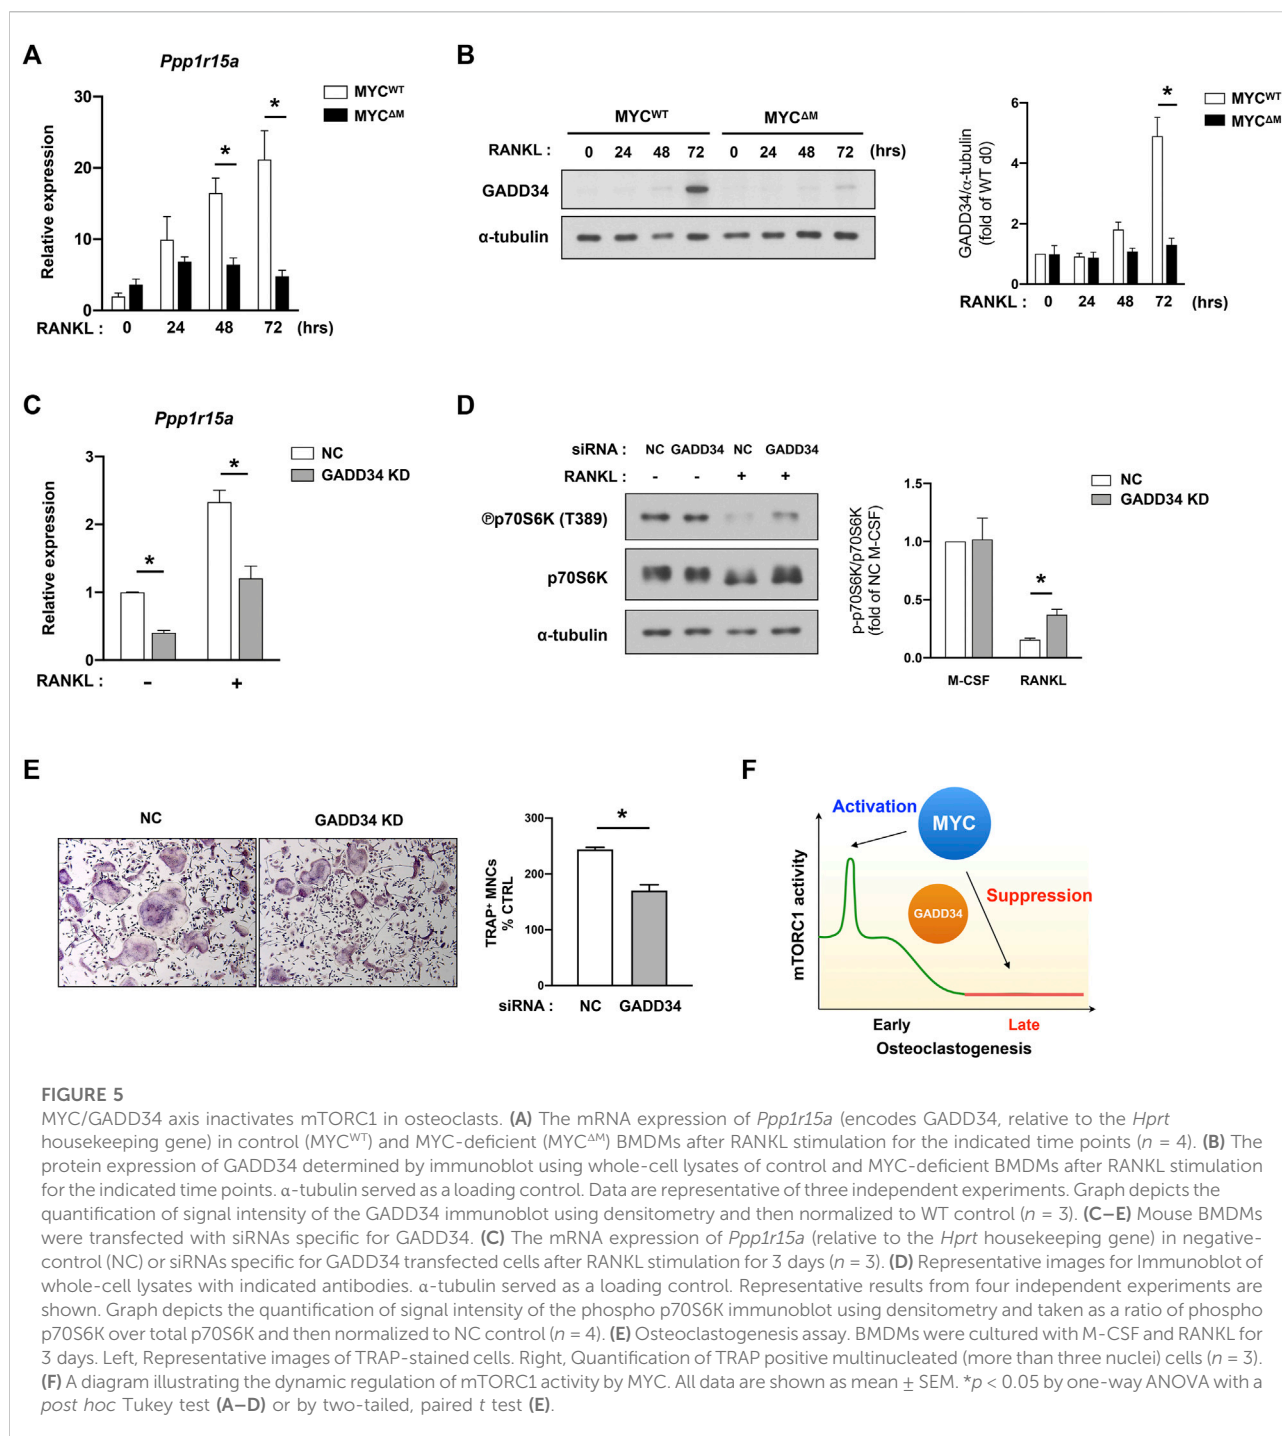 A
Ppp1r15a
MYCWT
MYCΔM
Relative expression
30
20
10
0
*
*
RANKL : 0 24 48 72 (hrs)
B
MYCWT MYCΔM
RANKL : 0 24 48 72 0 24 48 72 (hrs)
GADD34
α-tubulin
MYCWT
MYCΔM
GADD34/α-tubulin
(fold of WT d0)
6
4
2
0
*
RANKL : 0 24 48 72
C
Ppp1r15a
NC
GADD34 KD
Relative expression
3
2
1
0
*
*
RANKL : - +
D
siRNA : NC GADD34 NC GADD34
RANKL : - - + +
Ⓟp70S6K (T389)
p70S6K
α-tubulin
NC
GADD34 KD
p-p70S6K/p70S6K
(fold of NC M-CSF)
1.5
1.0
0.5
0.0
*
M-CSF RANKL
E
NC GADD34 KD
TRAP+ MNCs
% CTRL
300
200
100
0
*
siRNA : NC GADD34
F
Activation
MYC
Suppression
GADD34
mTORC1 activity
Early Late
Osteoclastogenesis
FIGURE 5
MYC/GADD34 axis inactivates mTORC1 in osteoclasts. (A) The mRNA expression of Ppp1r15a (encodes GADD34, relative to the Hprt
housekeeping gene) in control (MYCWT) and MYC-deficient (MYCΔM) BMDMs after RANKL stimulation for the indicated time points (n = 4). (B) The
protein expression of GADD34 determined by immunoblot using whole-cell lysates of control and MYC-deficient BMDMs after RANKL stimulation
for the indicated time points. α-tubulin served as a loading control. Data are representative of three independent experiments. Graph depicts the
quantification of signal intensity of the GADD34 immunoblot using densitometry and then normalized to WT control (n = 3). (C–E) Mouse BMDMs
were transfected with siRNAs specific for GADD34. (C) The mRNA expression of Ppp1r15a (relative to the Hprt housekeeping gene) in negative-
control (NC) or siRNAs specific for GADD34 transfected cells after RANKL stimulation for 3 days (n = 3). (D) Representative images for Immunoblot of
whole-cell lysates with indicated antibodies. α-tubulin served as a loading control. Representative results from four independent experiments are
shown. Graph depicts the quantification of signal intensity of the phospho p70S6K immunoblot using densitometry and taken as a ratio of phospho
p70S6K over total p70S6K and then normalized to NC control (n = 4). (E) Osteoclastogenesis assay. BMDMs were cultured with M-CSF and RANKL for
3 days. Left, Representative images of TRAP-stained cells. Right, Quantification of TRAP positive multinucleated (more than three nuclei) cells (n = 3).
(F) A diagram illustrating the dynamic regulation of mTORC1 activity by MYC. All data are shown as mean ± SEM. *p < 0.05 by one-way ANOVA with a
post hoc Tukey test (A–D) or by two-tailed, paired t test (E).